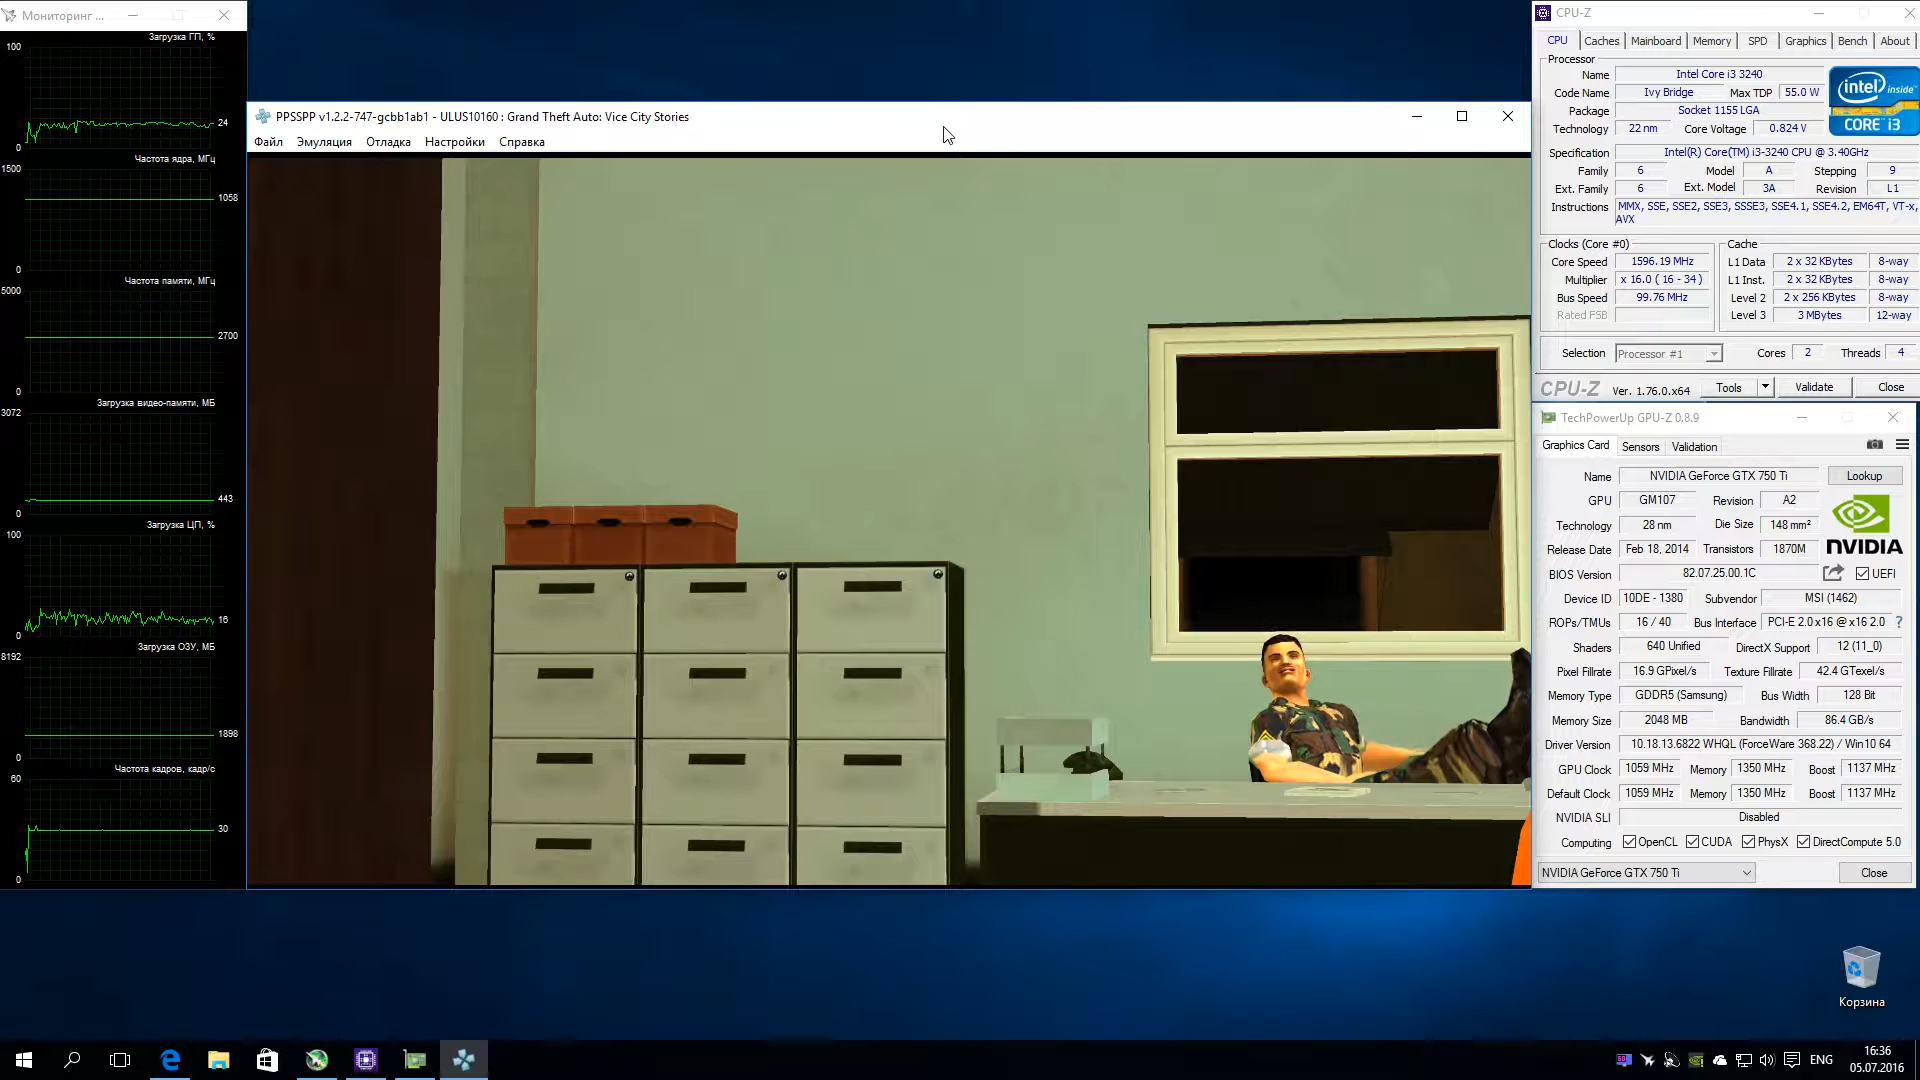 Мониторинг ...
Загрузка ГП, %
100
24
0
Частота ядра, МГц
1500
1058
0
Частота памяти, МГц
5000
2700
0
Загрузка видео-памяти, МБ
3072
443
0
Загрузка ЦП, %
100
16
0
Загрузка ОЗУ, МБ
8192
1898
0
Частота кадров, кадр/с
60
30
0
PPSSPP v1.2.2-747-gcbb1ab1 - ULUS10160 : Grand Theft Auto: Vice City Stories
Файл Эмуляция Отладка Настройки Справка
CPU-Z
CPU Caches Mainboard Memory SPD Graphics Bench About
Processor
Name Intel Core i3 3240
Code Name Ivy Bridge Max TDP 55.0 W
Package Socket 1155 LGA
Technology 22 nm Core Voltage 0.824 V
intel inside™
CORE i3
Specification Intel(R) Core(TM) i3-3240 CPU @ 3.40GHz
Family 6 Model A Stepping 9
Ext. Family 6 Ext. Model 3A Revision L1
Instructions MMX, SSE, SSE2, SSE3, SSSE3, SSE4.1, SSE4.2, EM64T, VT-x,
AVX
Clocks (Core #0) Cache
Core Speed 1596.19 MHz L1 Data 2 x 32 KBytes 8-way
Multiplier x 16.0 ( 16 - 34 ) L1 Inst. 2 x 32 KBytes 8-way
Bus Speed 99.76 MHz Level 2 2 x 256 KBytes 8-way
Rated FSB Level 3 3 MBytes 12-way
Selection Processor #1 Cores 2 Threads 4
CPU-Z Ver. 1.76.0.x64 Tools Validate Close
TechPowerUp GPU-Z 0.8.9
Graphics Card Sensors Validation
Name NVIDIA GeForce GTX 750 Ti Lookup
GPU GM107 Revision A2
Technology 28 nm Die Size 148 mm²
Release Date Feb 18, 2014 Transistors 1870M
NVIDIA
BIOS Version 82.07.25.00.1C UEFI
Device ID 10DE - 1380 Subvendor MSI (1462)
ROPs/TMUs 16 / 40 Bus Interface PCI-E 2.0 x16 @ x16 2.0 ?
Shaders 640 Unified DirectX Support 12 (11_0)
Pixel Fillrate 16.9 GPixel/s Texture Fillrate 42.4 GTexel/s
Memory Type GDDR5 (Samsung) Bus Width 128 Bit
Memory Size 2048 MB Bandwidth 86.4 GB/s
Driver Version 10.18.13.6822 WHQL (ForceWare 368.22) / Win10 64
GPU Clock 1059 MHz Memory 1350 MHz Boost 1137 MHz
Default Clock 1059 MHz Memory 1350 MHz Boost 1137 MHz
NVIDIA SLI Disabled
Computing OpenCL CUDA PhysX DirectCompute 5.0
NVIDIA GeForce GTX 750 Ti Close
Корзина
ENG
16:36
05.07.2016